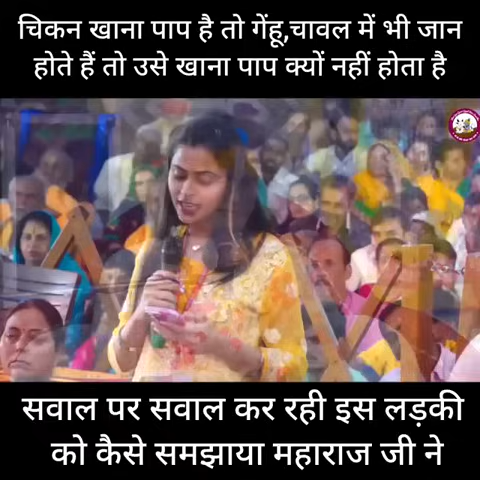 चिकन खाना पाप है तो गेंहू,चावल में भी जान
होते हैं तो उसे खाना पाप क्यों नहीं होता है
सवाल पर सवाल कर रही इस लड़की
को कैसे समझाया महाराज जी ने